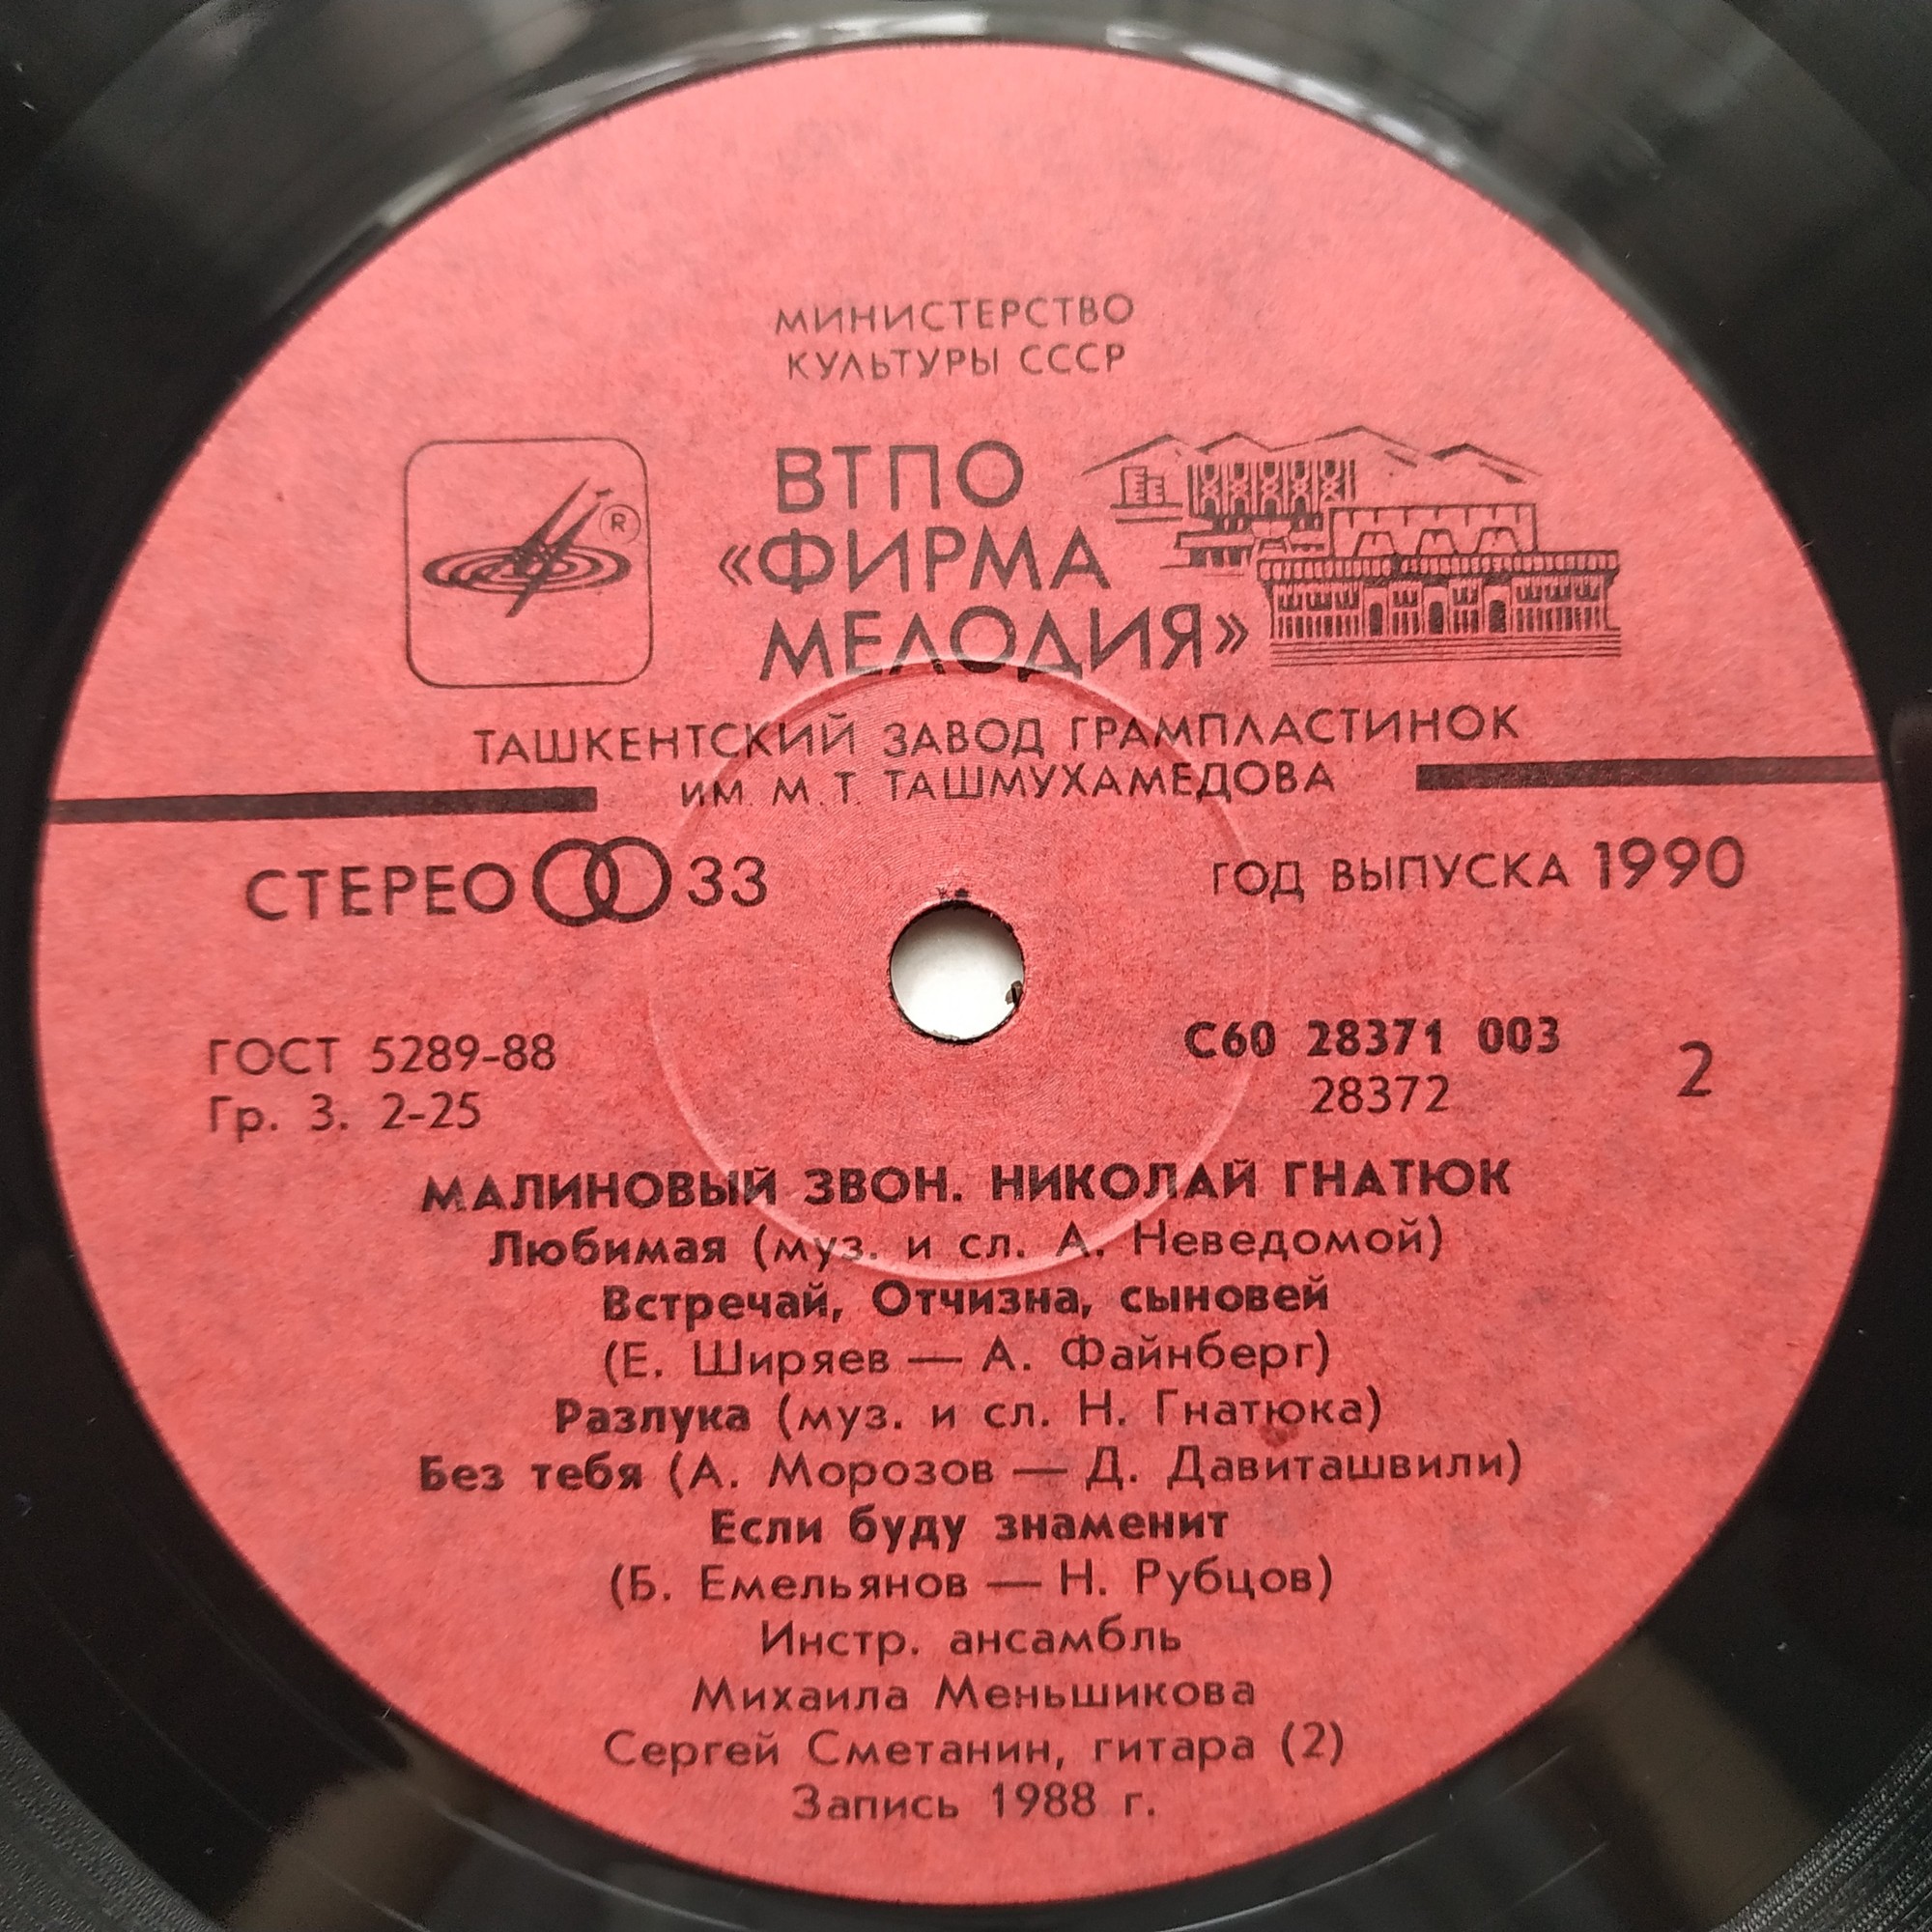 МИНИСТЕРСТВО
КУЛЬТУРЫ СССР
ВТПО
«ФИРМА
МЕЛОДИЯ»
R
ТАШКЕНТСКИЙ ЗАВОД ГРАМПЛАСТИНОК
ИМ. М. Т. ТАШМУХАМЕДОВА
СТЕРЕО 33
ГОД ВЫПУСКА 1990
ГОСТ 5289-88
Гр. 3. 2-25
С60 28371 003
28372
2
МАЛИНОВЫЙ ЗВОН. НИКОЛАЙ ГНАТЮК
Любимая (муз. и сл. А. Неведомой)
Встречай, Отчизна, сыновей
(Е. Ширяев — А. Файнберг)
Разлука (муз. и сл. Н. Гнатюка)
Без тебя (А. Морозов — Д. Давиташвили)
Если буду знаменит
(Б. Емельянов — Н. Рубцов)
Инстр. ансамбль
Михаила Меньшикова
Сергей Сметанин, гитара (2)
Запись 1988 г.